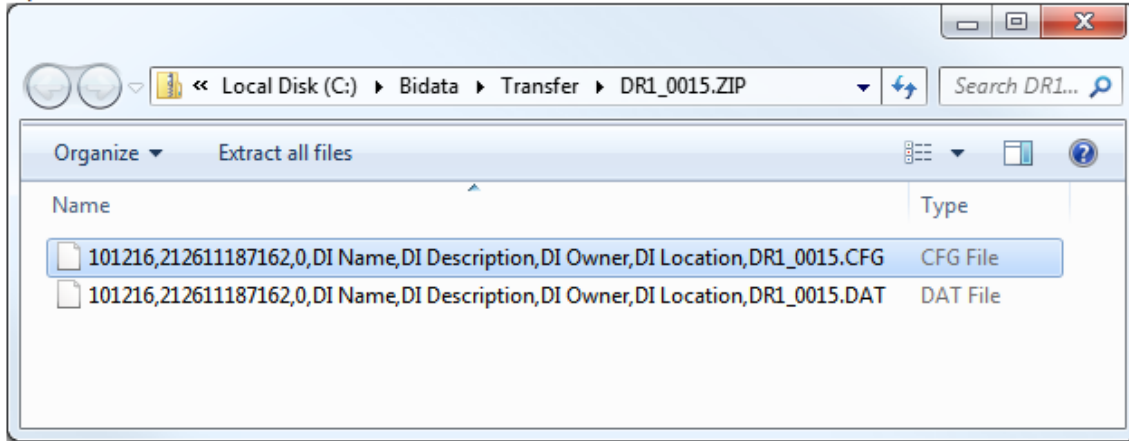 « Local Disk (C:) ▸ Bidata ▸ Transfer ▸ DR1_0015.ZIP Search DR1...
Organize Extract all files
Name Type
101216,212611187162,0,DI Name,DI Description,DI Owner,DI Location,DR1_0015.CFG CFG File
101216,212611187162,0,DI Name,DI Description,DI Owner,DI Location,DR1_0015.DAT DAT File